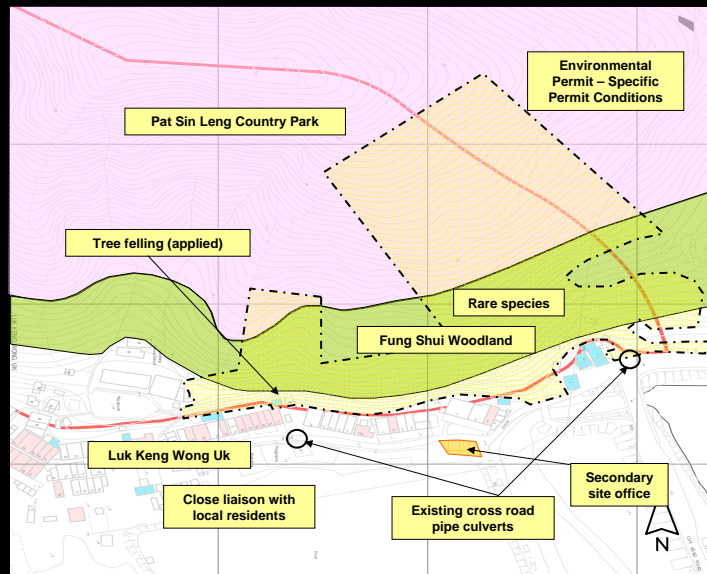 Environmental
Permit – Specific
Permit Conditions
Pat Sin Leng Country Park
Tree felling (applied)
Rare species
Fung Shui Woodland
Luk Keng Wong Uk
Close liaison with
local residents
Existing cross road
pipe culverts
Secondary
site office
N